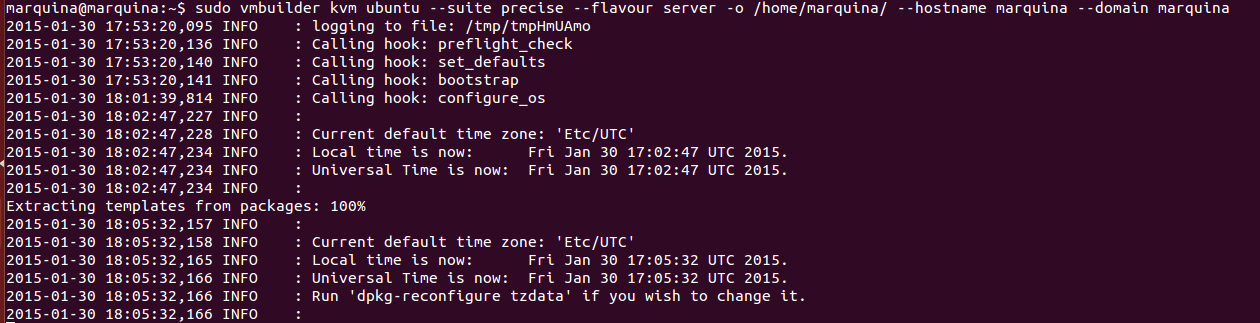 marquina@marquina:~$ sudo vmbuilder kvm ubuntu --suite precise --flavour server -o /home/marquina/ --hostname marquina --domain marquina
2015-01-30 17:53:20,095 INFO    : logging to file: /tmp/tmpHmUAmo
2015-01-30 17:53:20,136 INFO    : Calling hook: preflight_check
2015-01-30 17:53:20,140 INFO    : Calling hook: set_defaults
2015-01-30 17:53:20,141 INFO    : Calling hook: bootstrap
2015-01-30 18:01:39,814 INFO    : Calling hook: configure_os
2015-01-30 18:02:47,227 INFO    :
2015-01-30 18:02:47,228 INFO    : Current default time zone: 'Etc/UTC'
2015-01-30 18:02:47,234 INFO    : Local time is now:      Fri Jan 30 17:02:47 UTC 2015.
2015-01-30 18:02:47,234 INFO    : Universal Time is now:  Fri Jan 30 17:02:47 UTC 2015.
2015-01-30 18:02:47,234 INFO    :
Extracting templates from packages: 100%
2015-01-30 18:05:32,157 INFO    :
2015-01-30 18:05:32,158 INFO    : Current default time zone: 'Etc/UTC'
2015-01-30 18:05:32,165 INFO    : Local time is now:      Fri Jan 30 17:05:32 UTC 2015.
2015-01-30 18:05:32,166 INFO    : Universal Time is now:  Fri Jan 30 17:05:32 UTC 2015.
2015-01-30 18:05:32,166 INFO    : Run 'dpkg-reconfigure tzdata' if you wish to change it.
2015-01-30 18:05:32,166 INFO    :